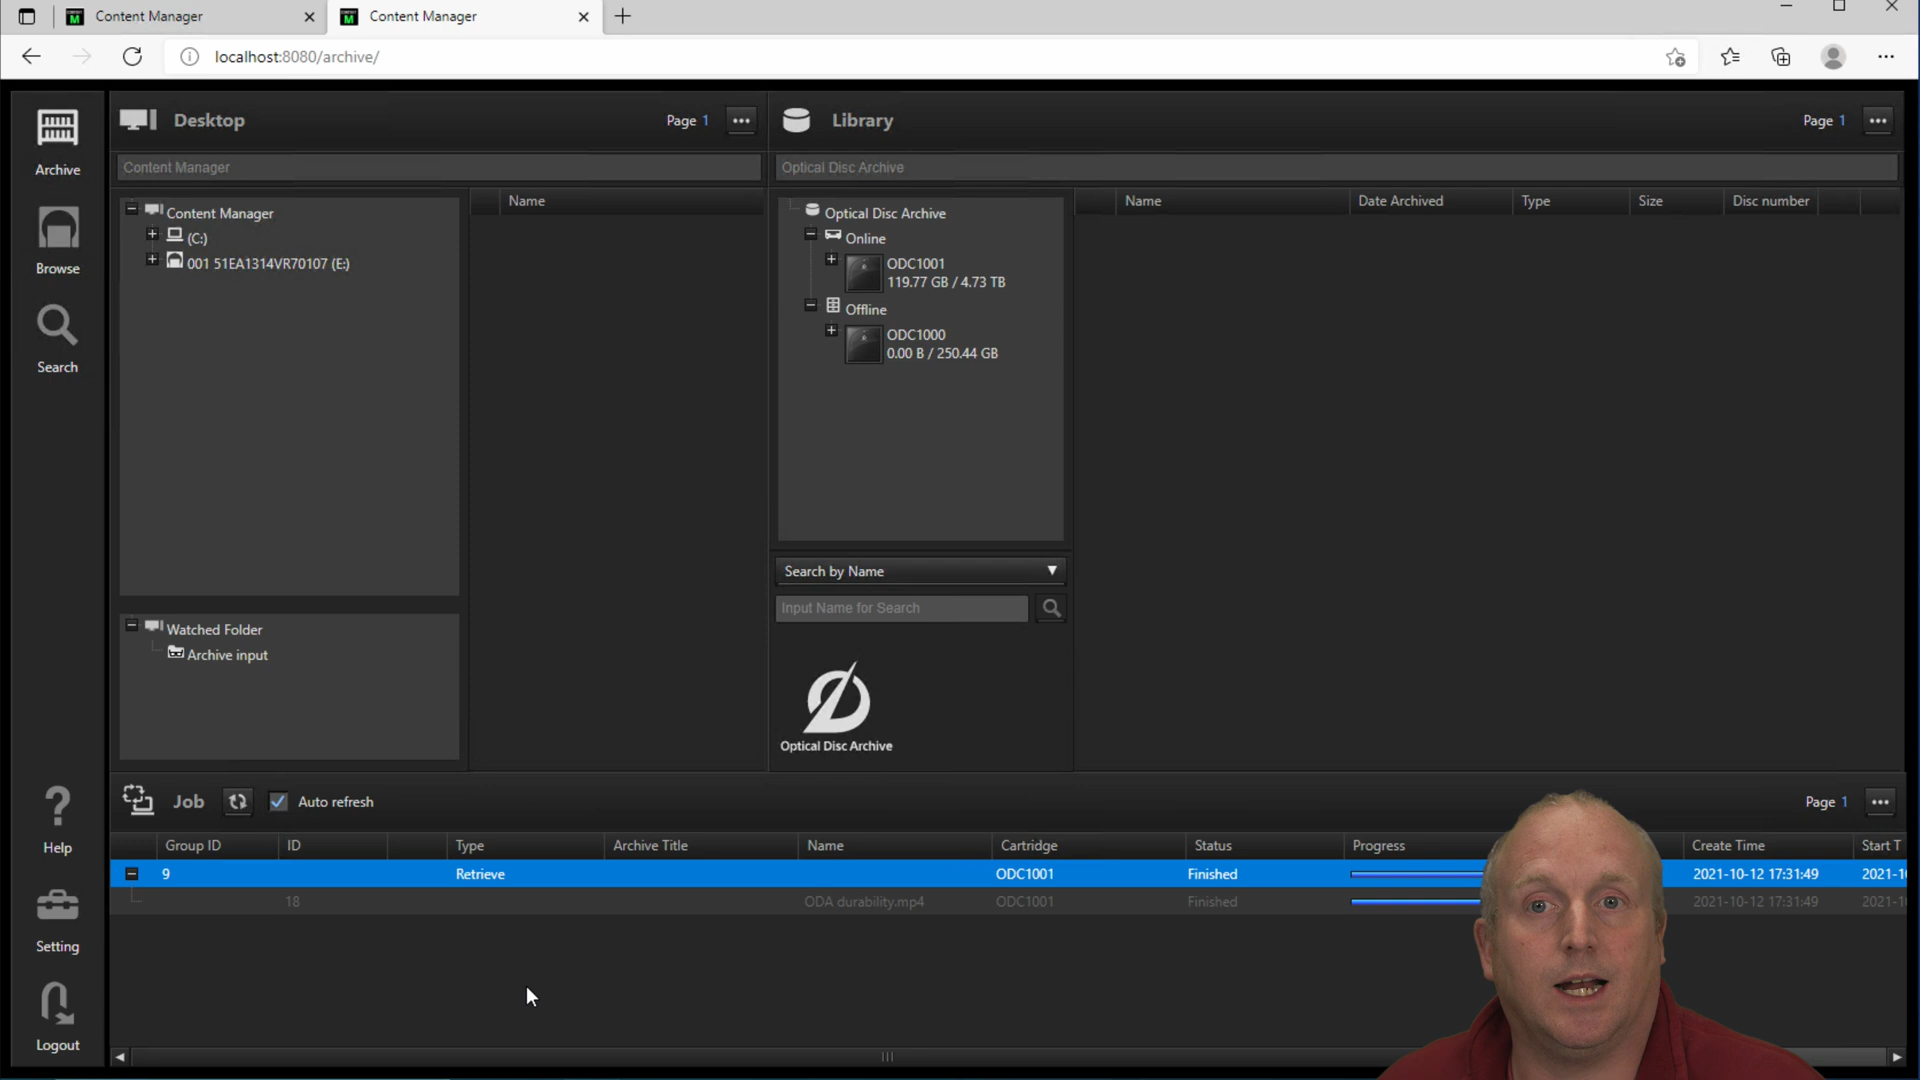 Content Manager
Content Manager
localhost:8080/archive/
Archive
Browse
Search
Help
Setting
Logout
Desktop
Page 1
Content Manager
Name
Content Manager
(C:)
001 51EA1314VR70107 (E:)
Watched Folder
Archive input
Library
Page 1
Optical Disc Archive
Name Date Archived Type Size Disc number
Optical Disc Archive
Online
ODC1001
119.77 GB / 4.73 TB
Offline
ODC1000
0.00 B / 250.44 GB
Search by Name
Input Name for Search
Optical Disc Archive
Job Auto refresh Page 1
Group ID ID Type Archive Title Name Cartridge Status Progress Create Time Start T
9 Retrieve ODC1001 Finished 2021-10-12 17:31:49 2021-10
18 ODA durability.mp4 ODC1001 Finished 2021-10-12 17:31:49 2021-10